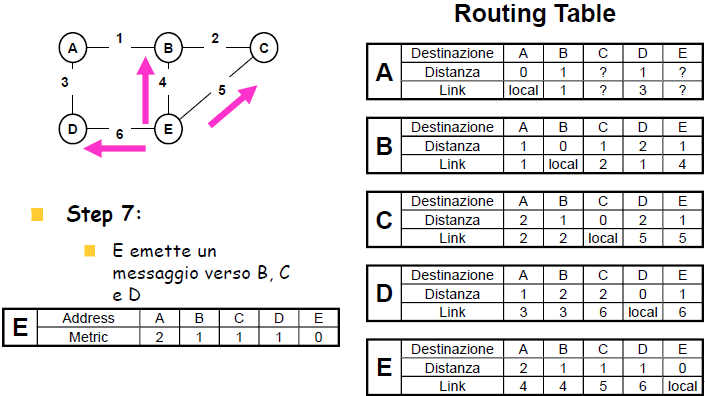 Routing Table
A 1 B 2 C
3 4 5
D 6 E
Step 7:
E emette un
messaggio verso B, C
e D
E
Address A B C D E
Metric 2 1 1 1 0
A
Destinazione A B C D E
Distanza 0 1 ? 1 ?
Link local 1 ? 3 ?
B
Destinazione A B C D E
Distanza 1 0 1 2 1
Link 1 local 2 1 4
C
Destinazione A B C D E
Distanza 2 1 0 2 1
Link 2 2 local 5 5
D
Destinazione A B C D E
Distanza 1 2 2 0 1
Link 3 3 6 local 6
E
Destinazione A B C D E
Distanza 2 1 1 1 0
Link 4 4 5 6 local